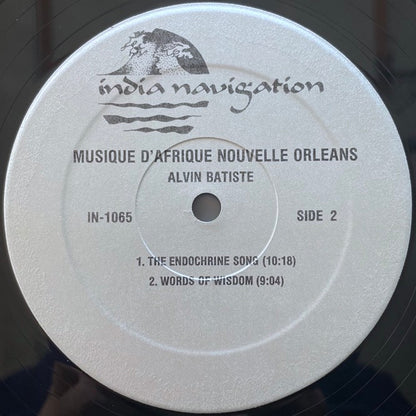 india navigation
MUSIQUE D'AFRIQUE NOUVELLE ORLEANS
ALVIN BATISTE
IN-1065 SIDE 2
1. THE ENDOCRINE SONG (10:18)
2. WORDS OF WISDOM (9:04)